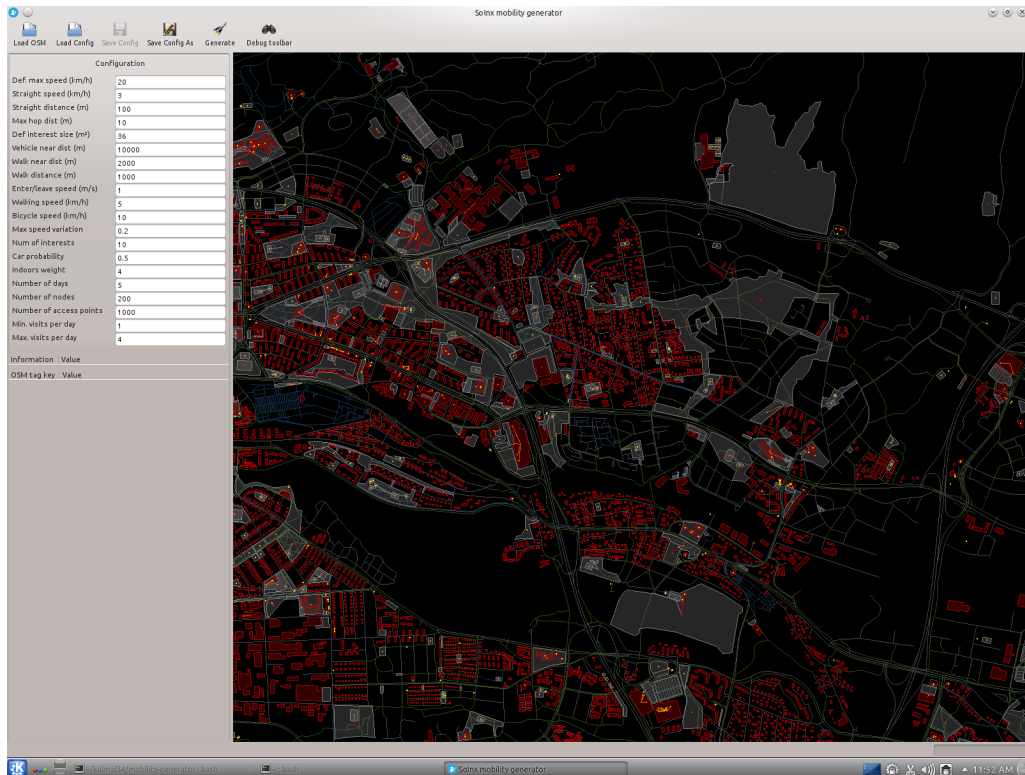 Solnx mobility generator
Load OSM Load Config Save Config Save Config As Generate Debug toolbar
Configuration
Def. max speed (km/h) 20
Straight speed (km/h) 3
Straight distance (m) 100
Max hop dist (m) 10
Def interest size (m²) 36
Vehicle near dist (m) 10000
Walk near dist (m) 2000
Walk distance (m) 1000
Enter/leave speed (m/s) 1
Walking speed (km/h) 5
Bicycle speed (km/h) 10
Max speed variation 0.2
Num of interests 10
Car probability 0.5
Indoors weight 4
Number of days 5
Number of nodes 200
Number of access points 1000
Min. visits per day 1
Max. visits per day 4
Information Value
OSM tag key Value
~/kulmal34/mobility-generator : bash ~ : bash Solnx mobility generator 11:52 AM